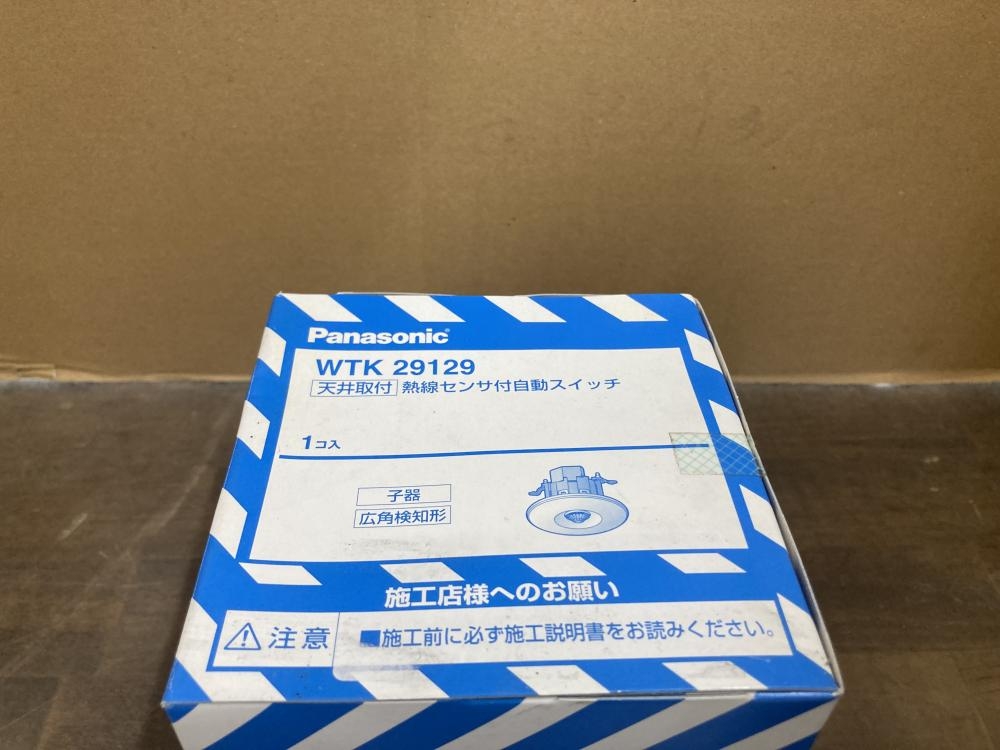 Panasonic
WTK 29129
天井取付 熱線センサ付自動スイッチ
1コ入
子器
広角検知形
施工店様へのお願い
注意 ■施工前に必ず施工説明書をお読みください。